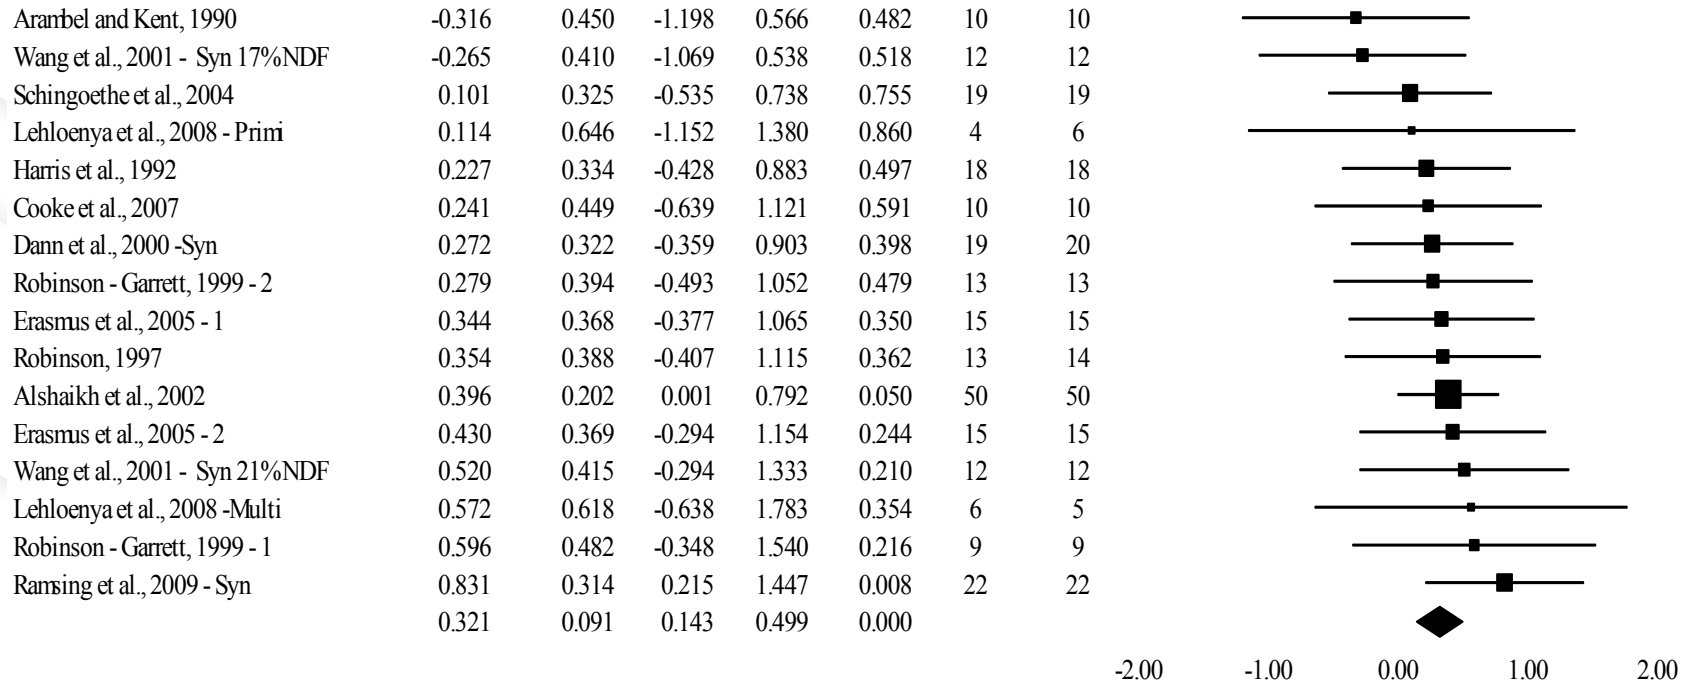 Arambel and Kent, 1990 -0.316 0.450 -1.198 0.566 0.482 10 10
Wang et al., 2001 - Syn 17%NDF -0.265 0.410 -1.069 0.538 0.518 12 12
Schingoethe et al., 2004 0.101 0.325 -0.535 0.738 0.755 19 19
Lehloenya et al., 2008 - Primi 0.114 0.646 -1.152 1.380 0.860 4 6
Harris et al., 1992 0.227 0.334 -0.428 0.883 0.497 18 18
Cooke et al., 2007 0.241 0.449 -0.639 1.121 0.591 10 10
Dann et al., 2000 -Syn 0.272 0.322 -0.359 0.903 0.398 19 20
Robinson - Garrett, 1999 - 2 0.279 0.394 -0.493 1.052 0.479 13 13
Erasmus et al., 2005 - 1 0.344 0.368 -0.377 1.065 0.350 15 15
Robinson, 1997 0.354 0.388 -0.407 1.115 0.362 13 14
Alshaikh et al., 2002 0.396 0.202 0.001 0.792 0.050 50 50
Erasmus et al., 2005 - 2 0.430 0.369 -0.294 1.154 0.244 15 15
Wang et al., 2001 - Syn 21%NDF 0.520 0.415 -0.294 1.333 0.210 12 12
Lehloenya et al., 2008 -Multi 0.572 0.618 -0.638 1.783 0.354 6 5
Robinson - Garrett, 1999 - 1 0.596 0.482 -0.348 1.540 0.216 9 9
Ramsing et al., 2009 - Syn 0.831 0.314 0.215 1.447 0.008 22 22
0.321 0.091 0.143 0.499 0.000
-2.00 -1.00 0.00 1.00 2.00